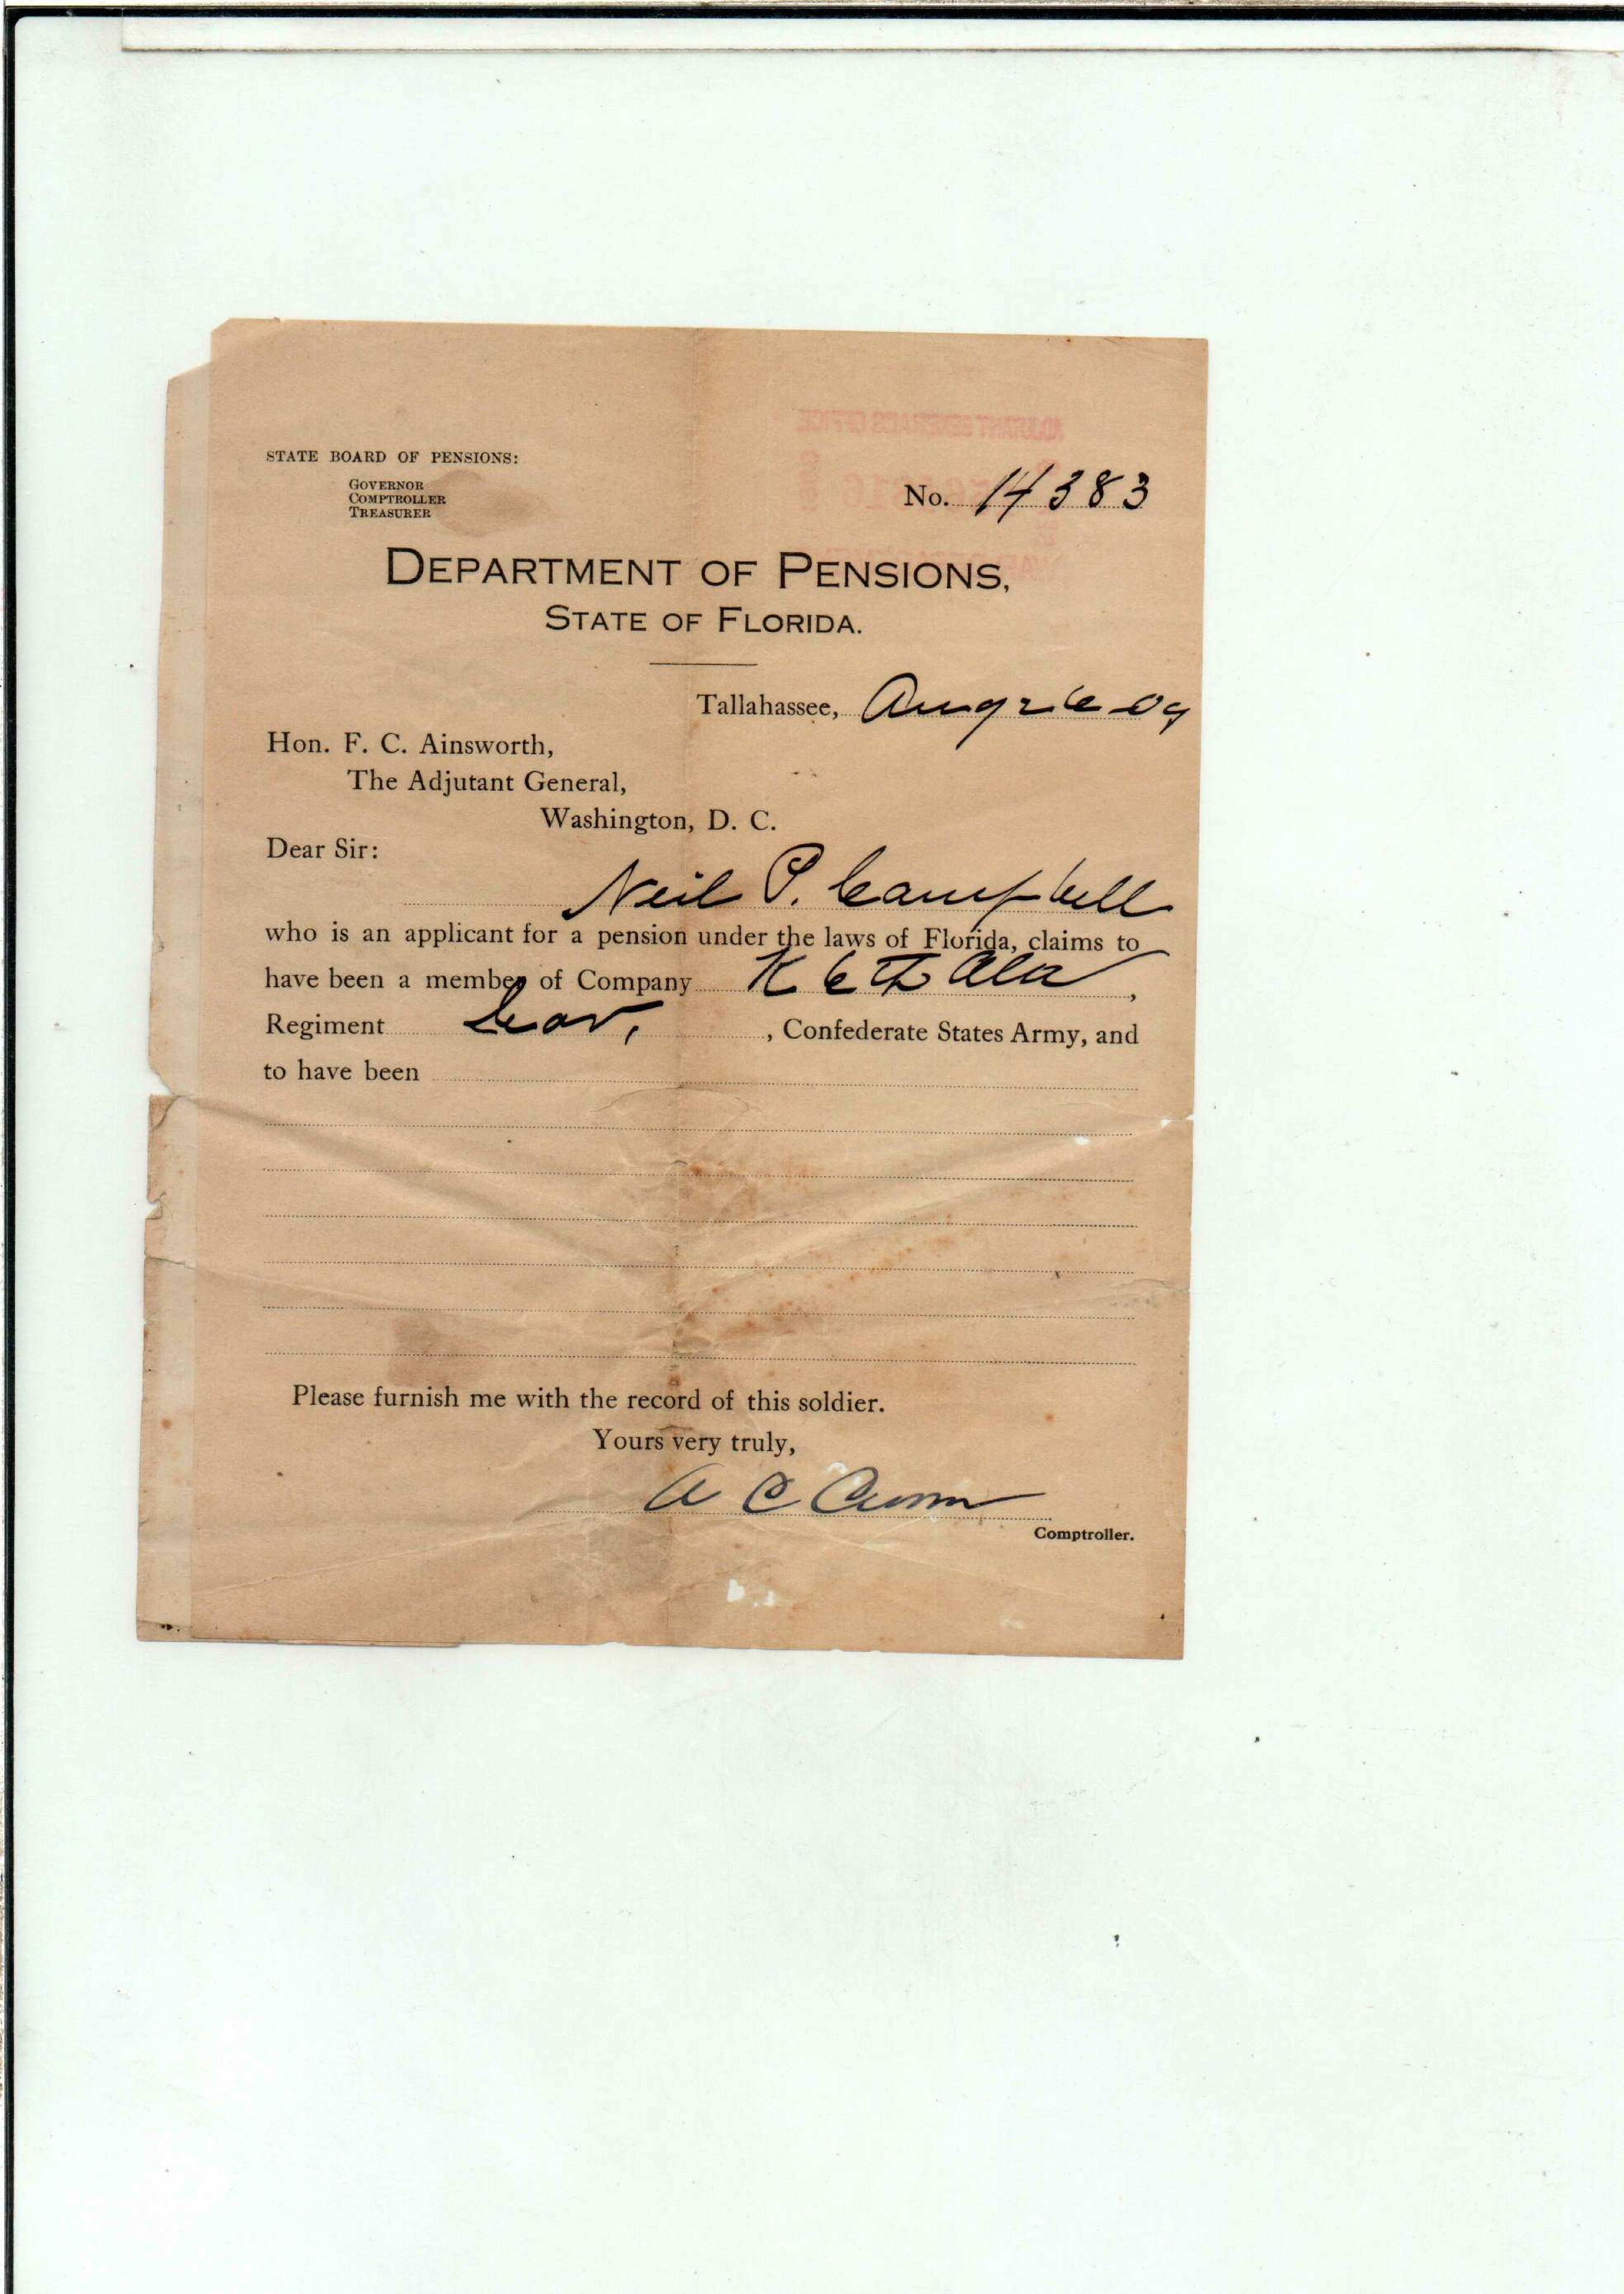 STATE BOARD OF PENSIONS:
GOVERNOR
COMPTROLLER
TREASURER
ADJUTANT GENERAL'S OFFICE
No. 14383
DEPARTMENT OF PENSIONS,
STATE OF FLORIDA.
Tallahassee, Aug 26 09
Hon. F. C. Ainsworth,
The Adjutant General,
Washington, D. C.
Dear Sir:
Neil P. Campbell
who is an applicant for a pension under the laws of Florida, claims to
have been a member of Company K 6th Ala,
Regiment Cav., , Confederate States Army, and
to have been
Please furnish me with the record of this soldier.
Yours very truly,
A C Croom
Comptroller.